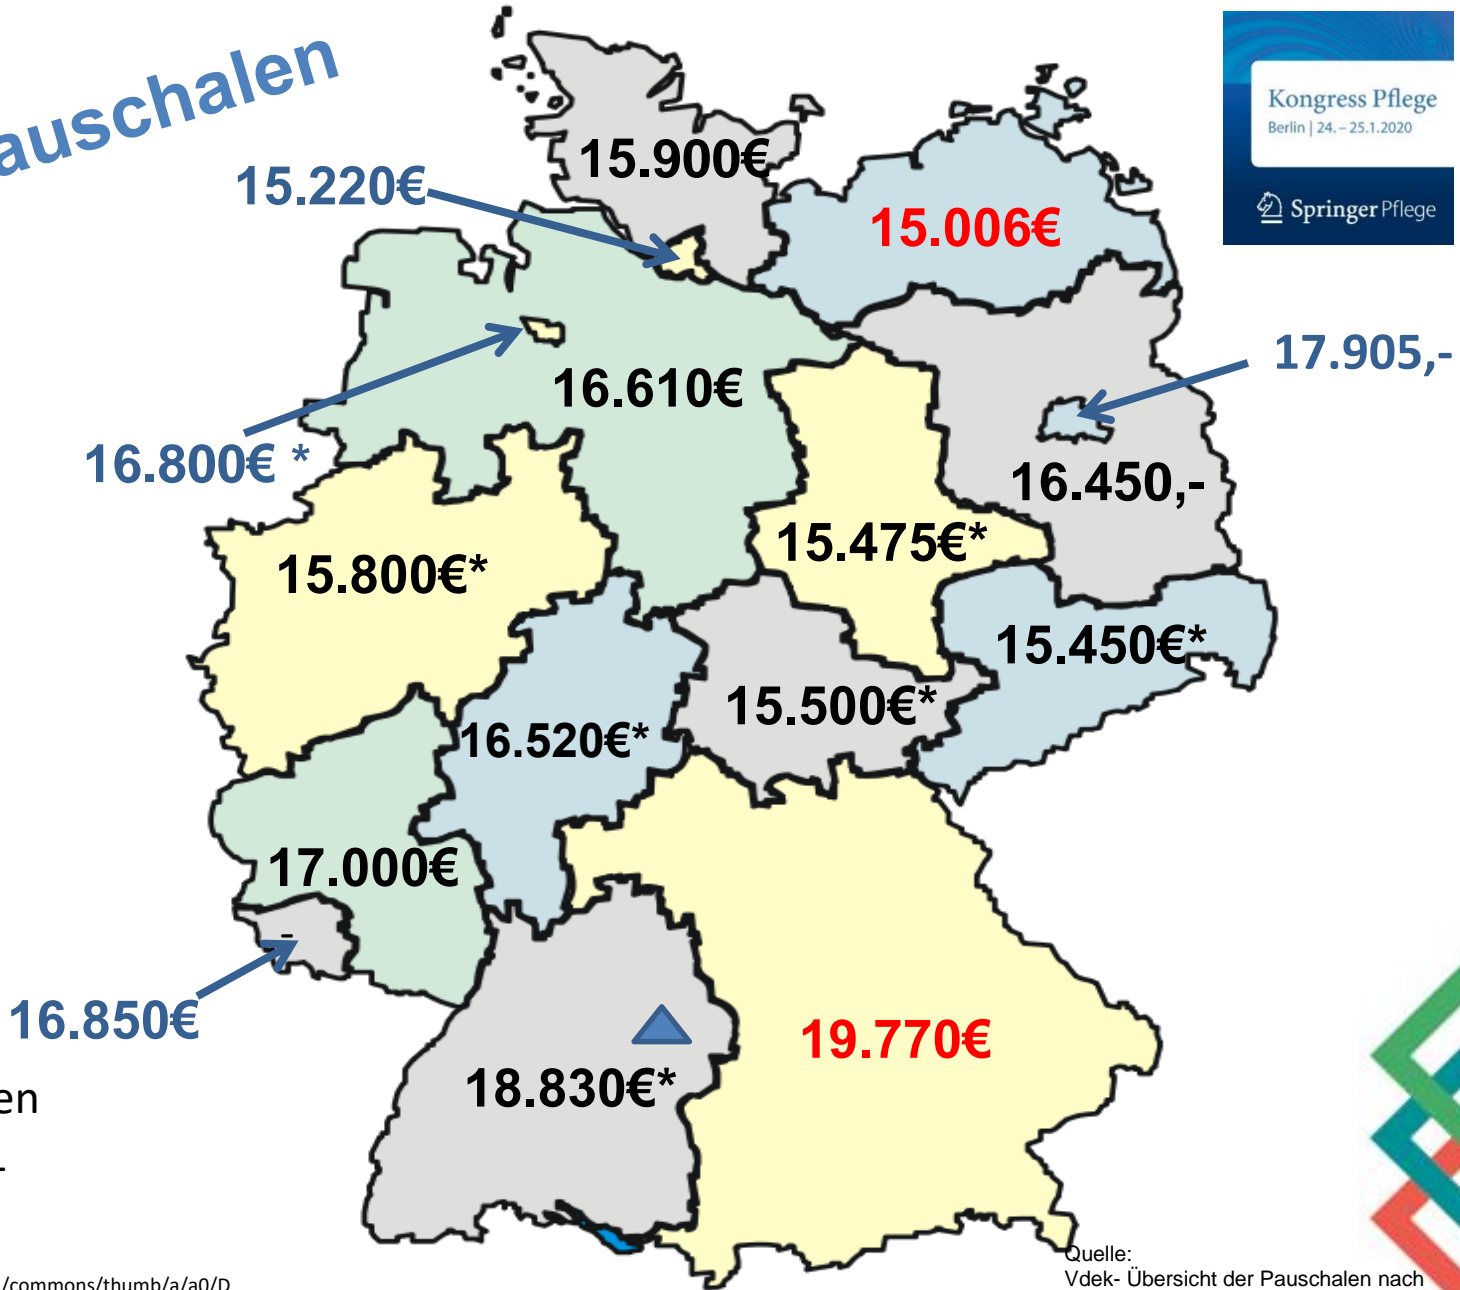 auschalen
Kongress Pflege
Berlin | 24. – 25.1.2020
Springer Pflege
15.900€
15.220€
15.006€
17.905,-
16.610€
16.800€ *
16.450,-
15.475€*
15.800€*
15.450€*
15.500€*
16.520€*
17.000€
-
16.850€
19.770€
18.830€*
en
-
Quelle:
Vdek- Übersicht der Pauschalen nach
/commons/thumb/a/a0/D